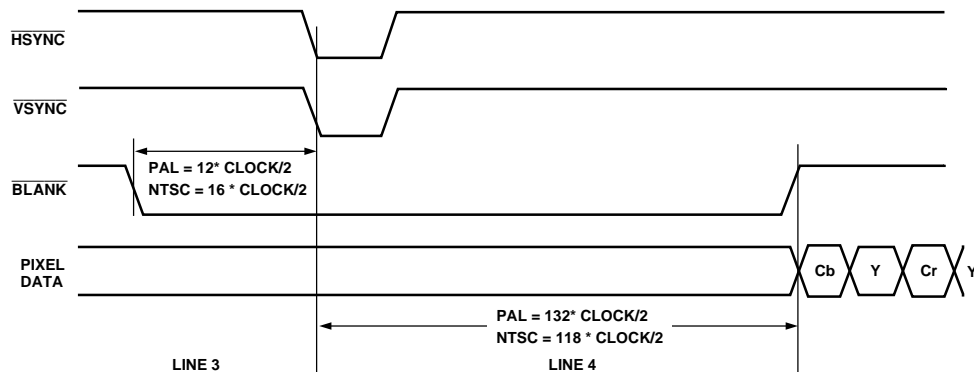 HSYNC
VSYNC
PAL = 12* CLOCK/2
NTSC = 16 * CLOCK/2
BLANK
PIXEL
DATA
Cb Y Cr Y
PAL = 132* CLOCK/2
NTSC = 118 * CLOCK/2
LINE 3 LINE 4